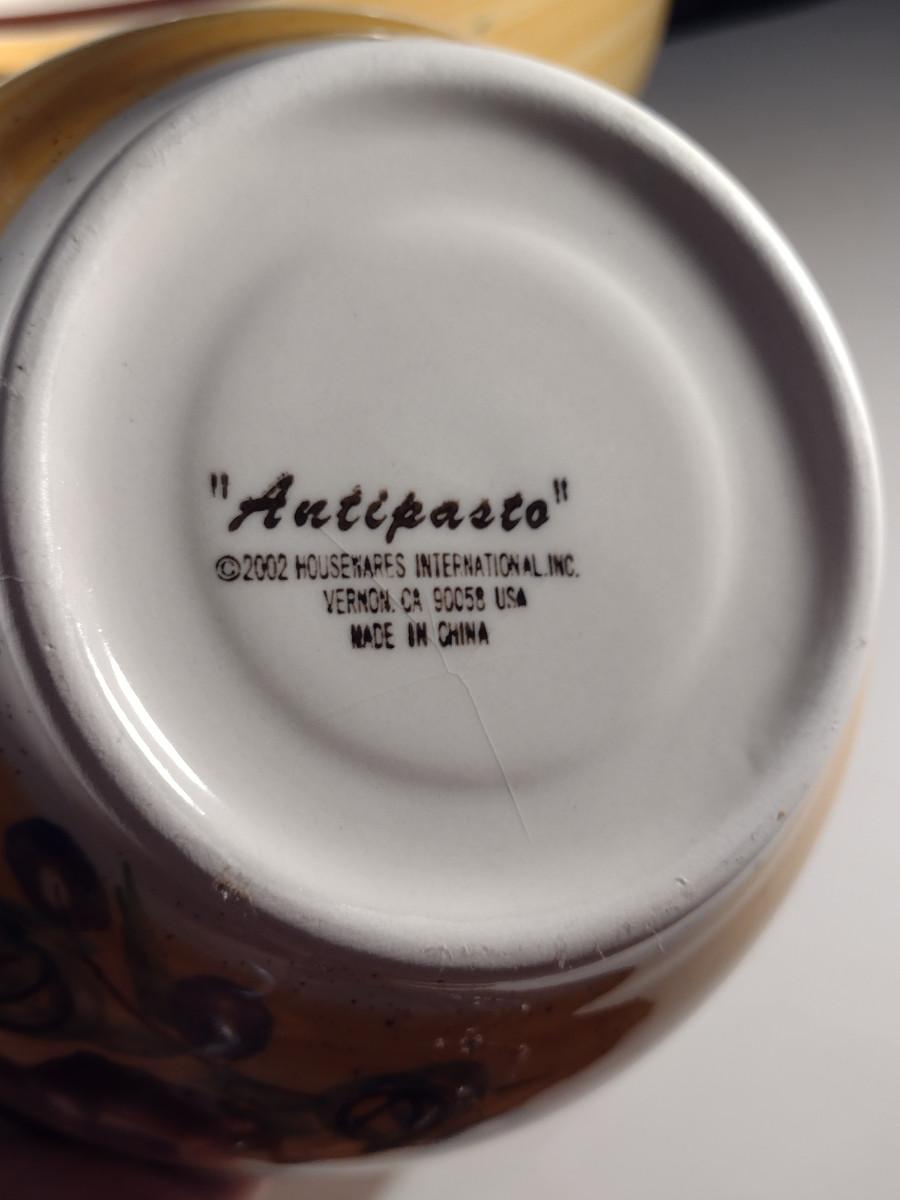 "Antipasto"
©2002 HOUSEWARES INTERNATIONAL.INC.
VERNON. CA 90058 USA
MADE IN CHINA